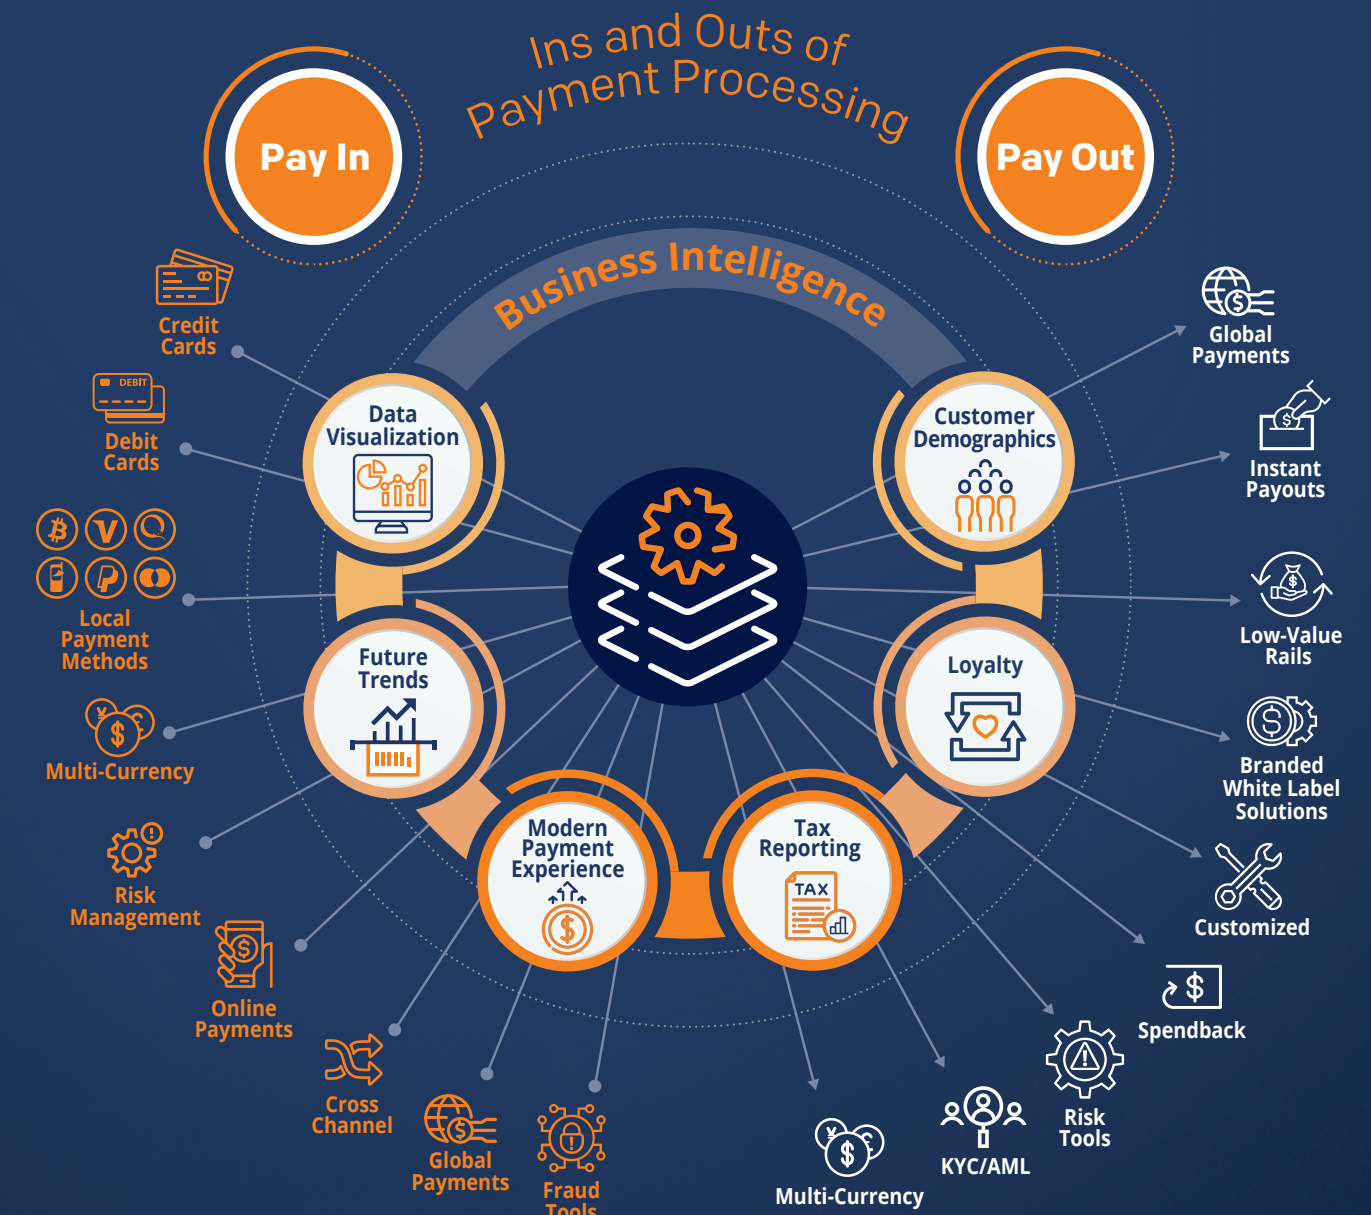 Ins and Outs of
Payment Processing
Pay In
Pay Out
Business Intelligence
Credit
Cards
DEBIT
Debit
Cards
Local
Payment
Methods
Multi-Currency
Risk
Management
Online
Payments
Cross
Channel
Global
Payments
Fraud
Tools
Data
Visualization
Future
Trends
Modern
Payment
Experience
Tax
Reporting
TAX
Loyalty
Customer
Demographics
Global
Payments
Instant
Payouts
Low-Value
Rails
Branded
White Label
Solutions
Customized
Spendback
Risk
Tools
KYC/AML
Multi-Currency